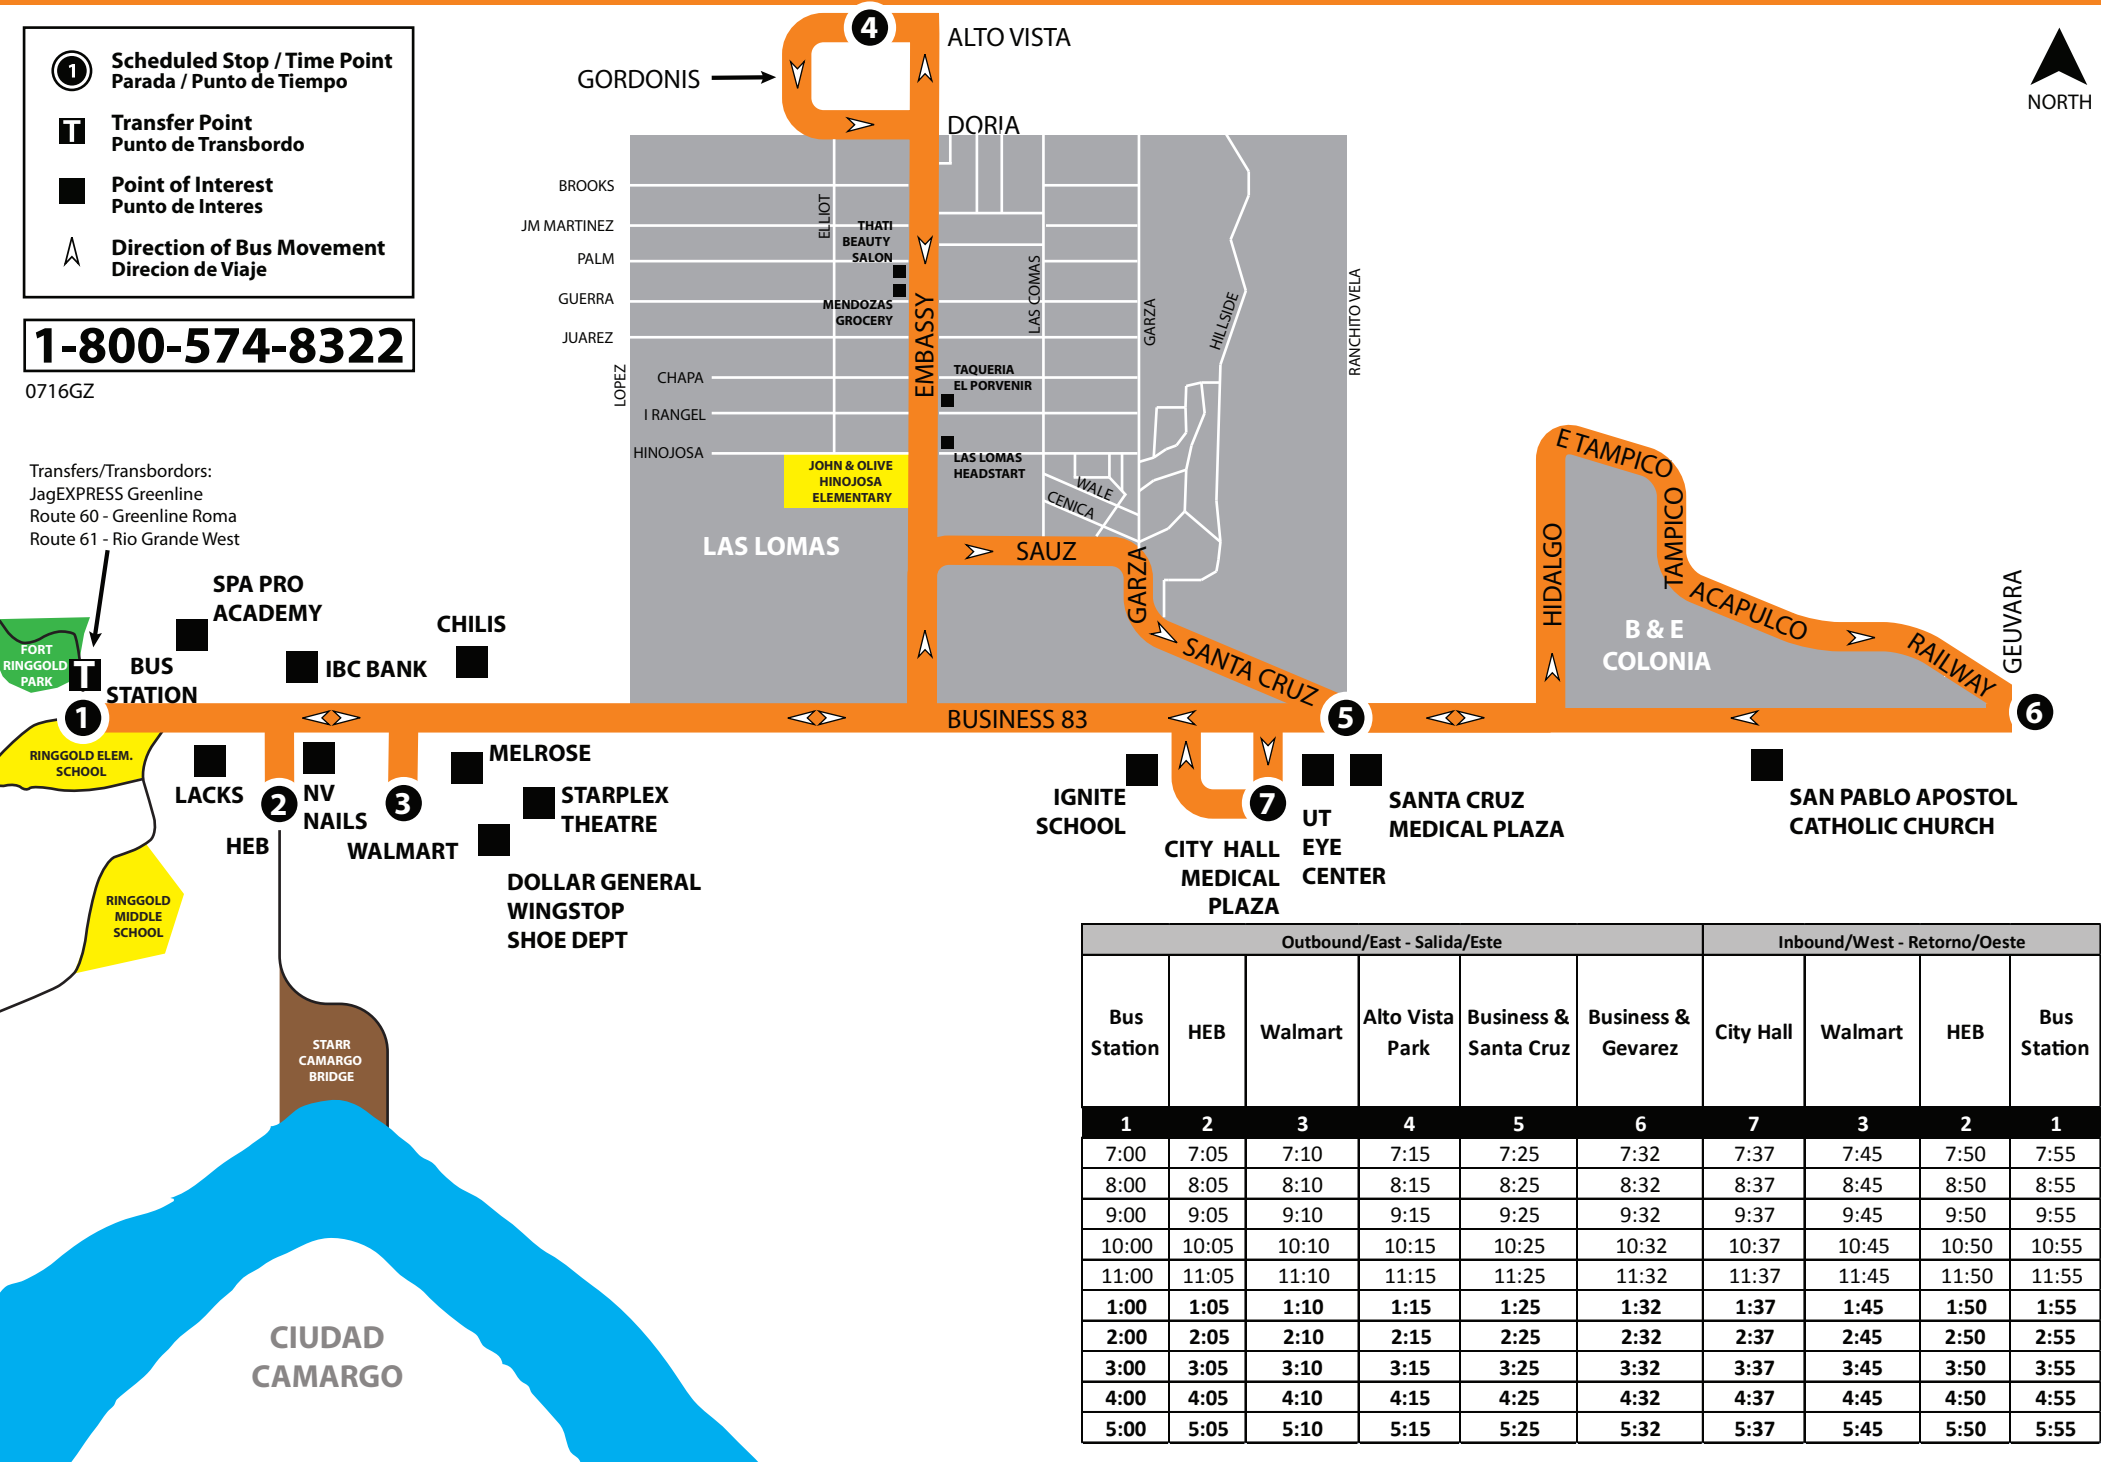 1
Scheduled Stop / Time Point
Parada / Punto de Tiempo
T
Transfer Point
Punto de Transbordo
Point of Interest
Punto de Interes
Direction of Bus Movement
Direcion de Viaje
1-800-574-8322
0716GZ
Transfers/Transbordors:
JagEXPRESS Greenline
Route 60 - Greenline Roma
Route 61 - Rio Grande West
4
ALTO VISTA
GORDONIS
DORIA
NORTH
BROOKS
JM MARTINEZ
PALM
GUERRA
JUAREZ
CHAPA
I RANGEL
HINOJOSA
LOPEZ
ELLIOT
THATI
BEAUTY
SALON
MENDOZAS
GROCERY
EMBASSY
TAQUERIA
EL PORVENIR
LAS LOMAS
HEADSTART
JOHN & OLIVE
HINOJOSA
ELEMENTARY
LAS LOMAS
LAS COMAS
GARZA
HILLSIDE
RANCHITO VELA
WALE
CENICA
SAUZ
GARZA
SANTA CRUZ
BUSINESS 83
5
HIDALGO
E TAMPICO
TAMPICO
ACAPULCO
RAILWAY
GEUVARA
6
B & E
COLONIA
FORT
RINGGOLD
PARK
T
BUS
STATION
1
SPA PRO
ACADEMY
IBC BANK
CHILIS
RINGGOLD ELEM.
SCHOOL
LACKS
2
HEB
NV
NAILS
3
WALMART
MELROSE
STARPLEX
THEATRE
DOLLAR GENERAL
WINGSTOP
SHOE DEPT
RINGGOLD
MIDDLE
SCHOOL
IGNITE
SCHOOL
7
CITY HALL
MEDICAL
PLAZA
UT
EYE
CENTER
SANTA CRUZ
MEDICAL PLAZA
SAN PABLO APOSTOL
CATHOLIC CHURCH
STARR
CAMARGO
BRIDGE
CIUDAD
CAMARGO
Outbound/East - Salida/Este Inbound/West - Retorno/Oeste
Bus Station HEB Walmart Alto Vista Park Business & Santa Cruz Business & Gevarez City Hall Walmart HEB Bus Station
1 2 3 4 5 6 7 3 2 1
7:00 7:05 7:10 7:15 7:25 7:32 7:37 7:45 7:50 7:55
8:00 8:05 8:10 8:15 8:25 8:32 8:37 8:45 8:50 8:55
9:00 9:05 9:10 9:15 9:25 9:32 9:37 9:45 9:50 9:55
10:00 10:05 10:10 10:15 10:25 10:32 10:37 10:45 10:50 10:55
11:00 11:05 11:10 11:15 11:25 11:32 11:37 11:45 11:50 11:55
1:00 1:05 1:10 1:15 1:25 1:32 1:37 1:45 1:50 1:55
2:00 2:05 2:10 2:15 2:25 2:32 2:37 2:45 2:50 2:55
3:00 3:05 3:10 3:15 3:25 3:32 3:37 3:45 3:50 3:55
4:00 4:05 4:10 4:15 4:25 4:32 4:37 4:45 4:50 4:55
5:00 5:05 5:10 5:15 5:25 5:32 5:37 5:45 5:50 5:55